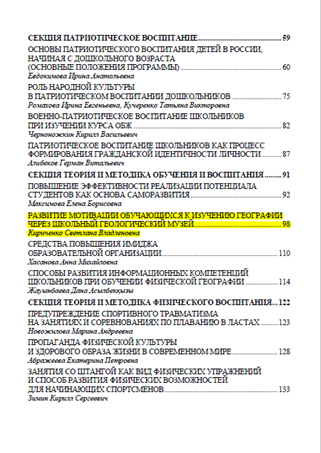 СЕКЦИЯ ПАТРИОТИЧЕСКОЕ ВОСПИТАНИЕ........ 59
ОСНОВЫ ПАТРИОТИЧЕСКОГО ВОСПИТАНИЯ ДЕТЕЙ В РОССИИ,
НАЧИНАЯ С ДОШКОЛЬНОГО ВОЗРАСТА
(ОСНОВНЫЕ ПОЛОЖЕНИЯ ПРОГРАММЫ)........ 60
Евдокимова Ирина Анатольевна
РОЛЬ НАРОДНОЙ КУЛЬТУРЫ
В ПАТРИОТИЧЕСКОМ ВОСПИТАНИИ ДОШКОЛЬНИКОВ........ 75
Ромахова Ирина Евгеньевна, Кучеренко Татьяна Викторовна
ВОЕННО-ПАТРИОТИЧЕСКОЕ ВОСПИТАНИЕ ШКОЛЬНИКОВ
ПРИ ИЗУЧЕНИИ КУРСА ОБЖ........ 82
Черноножкин Кирилл Васильевич
ПАТРИОТИЧЕСКОЕ ВОСПИТАНИЕ ШКОЛЬНИКОВ КАК ПРОЦЕСС
ФОРМИРОВАНИЯ ГРАЖДАНСКОЙ ИДЕНТИЧНОСТИ ЛИЧНОСТИ........ 87
Алибеков Герман Витальевич
СЕКЦИЯ ТЕОРИЯ И МЕТОДИКА ОБУЧЕНИЯ И ВОСПИТАНИЯ........ 91
ПОВЫШЕНИЕ ЭФФЕКТИВНОСТИ РЕАЛИЗАЦИИ ПОТЕНЦИАЛА
СТУДЕНТОВ КАК ОСНОВА САМОРАЗВИТИЯ........ 92
Максимова Елена Борисовна
РАЗВИТИЕ МОТИВАЦИИ ОБУЧАЮЩИХСЯ К ИЗУЧЕНИЮ ГЕОГРАФИИ
ЧЕРЕЗ ШКОЛЬНЫЙ ГЕОЛОГИЧЕСКИЙ МУЗЕЙ........ 98
Кириченко Светлана Владленовна
СРЕДСТВА ПОВЫШЕНИЯ ИМИДЖА
ОБРАЗОВАТЕЛЬНОЙ ОРГАНИЗАЦИИ........ 110
Хасанова Анна Михайловна
СПОСОБЫ РАЗВИТИЯ ИНФОРМАЦИОННЫХ КОМПЕТЕНЦИЙ
ШКОЛЬНИКОВ ПРИ ОБУЧЕНИИ ФИЗИЧЕСКОЙ ГЕОГРАФИИ........ 114
Дана
СЕКЦИЯ ТЕОРИЯ И МЕТОДИКА ФИЗИЧЕСКОГО ВОСПИТАНИЯ... 122
ПРЕДУПРЕЖДЕНИЕ СПОРТИВНОГО ТРАВМАТИЗМА
НА ЗАНЯТИЯХ И СОРЕВНОВАНИЯХ ПО ПЛАВАНИЮ В ЛАСТАХ........ 123
Новожилова Марина Андреевна
ПРОПАГАНДА ФИЗИЧЕСКОЙ КУЛЬТУРЫ
И ЗДОРОВОГО ОБРАЗА ЖИЗНИ В СОВРЕМЕННОМ МИРЕ........ 128
Абражеева Екатерина Петровна
ЗАНЯТИЯ СО ШТАНГОЙ КАК ВИД ФИЗИЧЕСКИХ УПРАЖНЕНИЙ
И СПОСОБ РАЗВИТИЯ ФИЗИЧЕСКИХ ВОЗМОЖНОСТЕЙ
ДЛЯ НАЧИНАЮЩИХ СПОРТСМЕНОВ........ 133
Зимин Кирилл Сергеевич